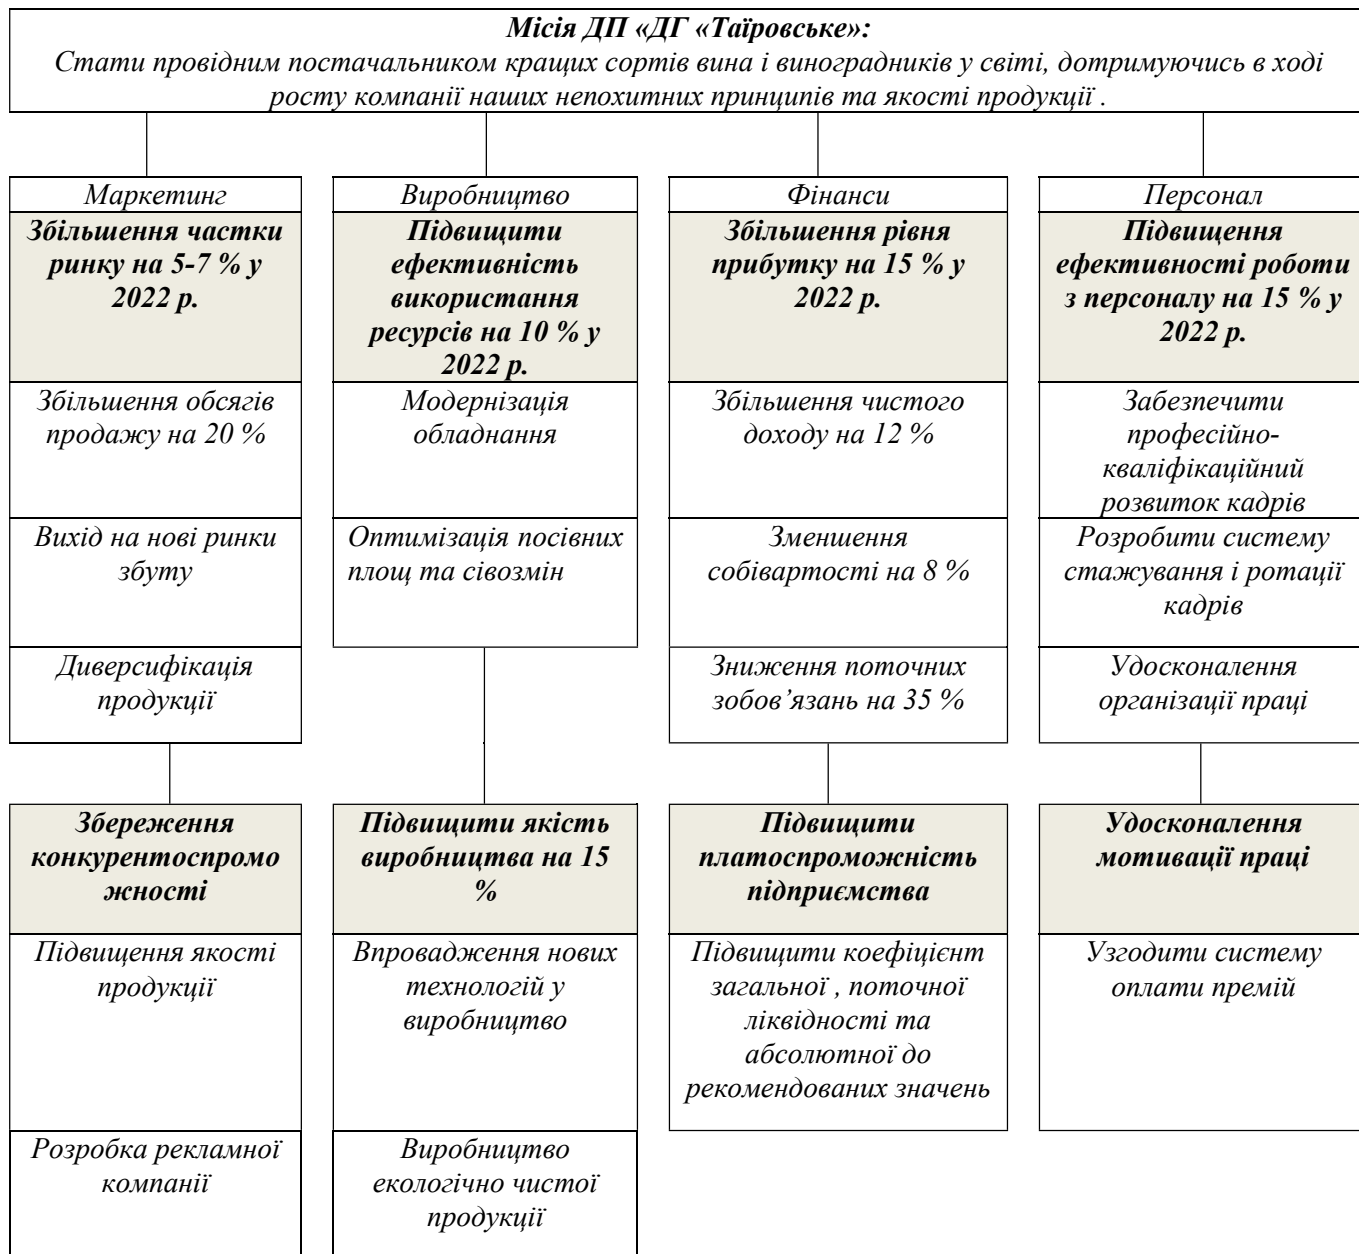 Місія ДП «ДГ «Таїровське»:
Стати провідним постачальником кращих сортів вина і виноградників у світі, дотримуючись в ході
росту компанії наших непохитних принципів та якості продукції .
Маркетинг
Збільшення частки
ринку на 5-7 % у
2022 р.
Збільшення обсягів
продажу на 20 %
Вихід на нові ринки
збуту
Диверсифікація
продукції
Збереження
конкурентоспромо
жності
Підвищення якості
продукції
Розробка рекламної
компанії
Виробництво
Підвищити
ефективність
використання
ресурсів на 10 % у
2022 р.
Модернізація
обладнання
Оптимізація посівних
площ та сівозмін
Підвищити якість
виробництва на 15
%
Впровадження нових
технологій у
виробництво
Виробництво
екологічно чистої
продукції
Фінанси
Збільшення рівня
прибутку на 15 % у
2022 р.
Збільшення чистого
доходу на 12 %
Зменшення
собівартості на 8 %
Зниження поточних
зобов’язань на 35 %
Підвищити
платоспроможність
підприємства
Підвищити коефіцієнт
загальної , поточної
ліквідності та
абсолютної до
рекомендованих значень
Персонал
Підвищення
ефективності роботи
з персоналу на 15 % у
2022 р.
Забезпечити
професійно-
кваліфікаційний
розвиток кадрів
Розробити систему
стажування і ротації
кадрів
Удосконалення
організації праці
Удосконалення
мотивації праці
Узгодити систему
оплати премій